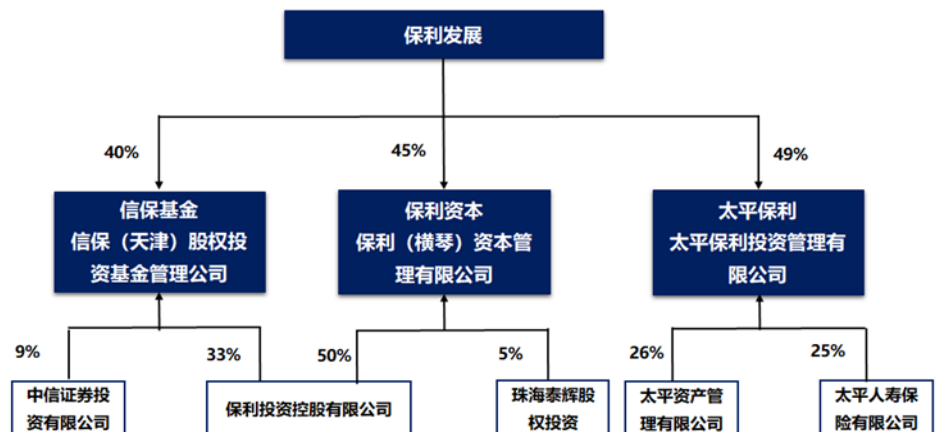 保利发展
40%
45%
49%
信保基金
信保（天津）股权投
资基金管理公司
保利资本
保利（横琴）资本管
理有限公司
太平保利
太平保利投资管理有
限公司
9%
33%
50%
5%
26%
25%
中信证券投
资有限公司
保利投资控股有限公司
珠海泰辉股
权投资
太平资产管
理有限公司
太平人寿保
险有限公司